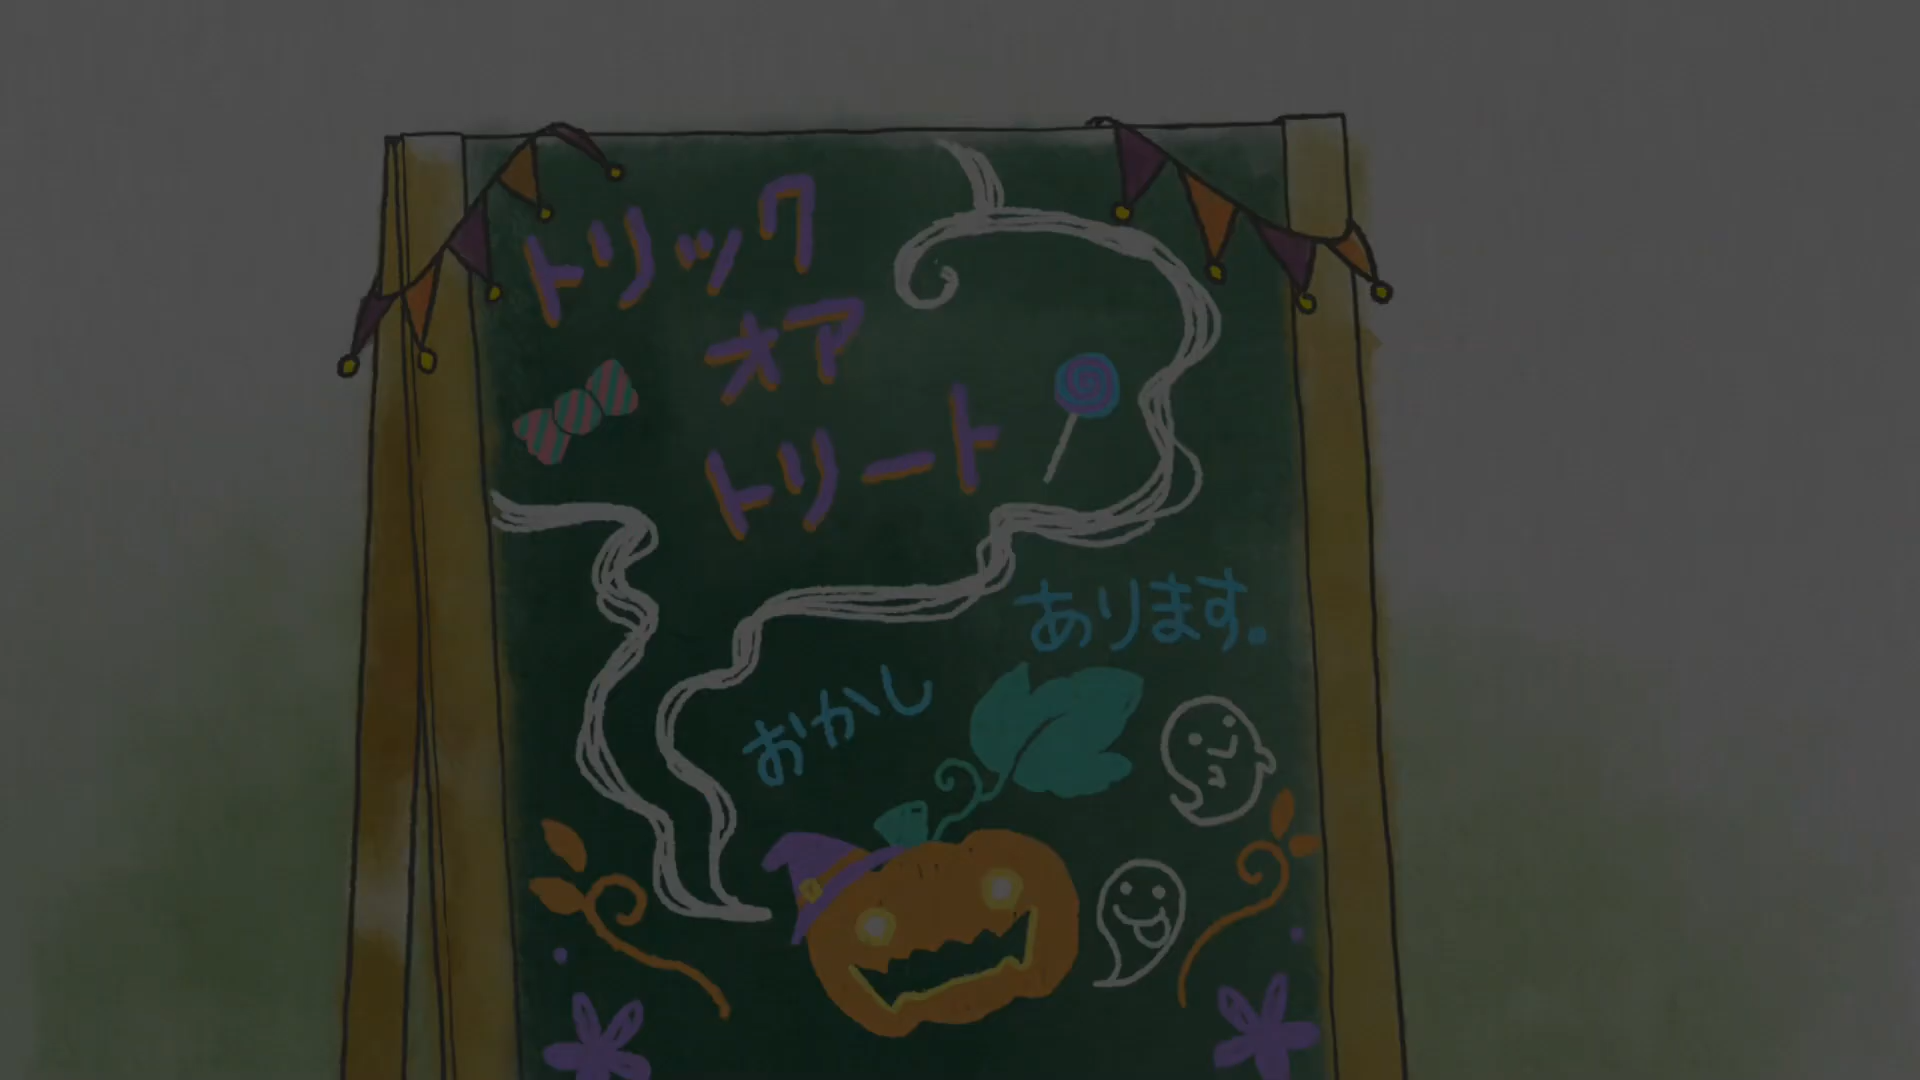 トリック
オア
トリート
おかし
あります。